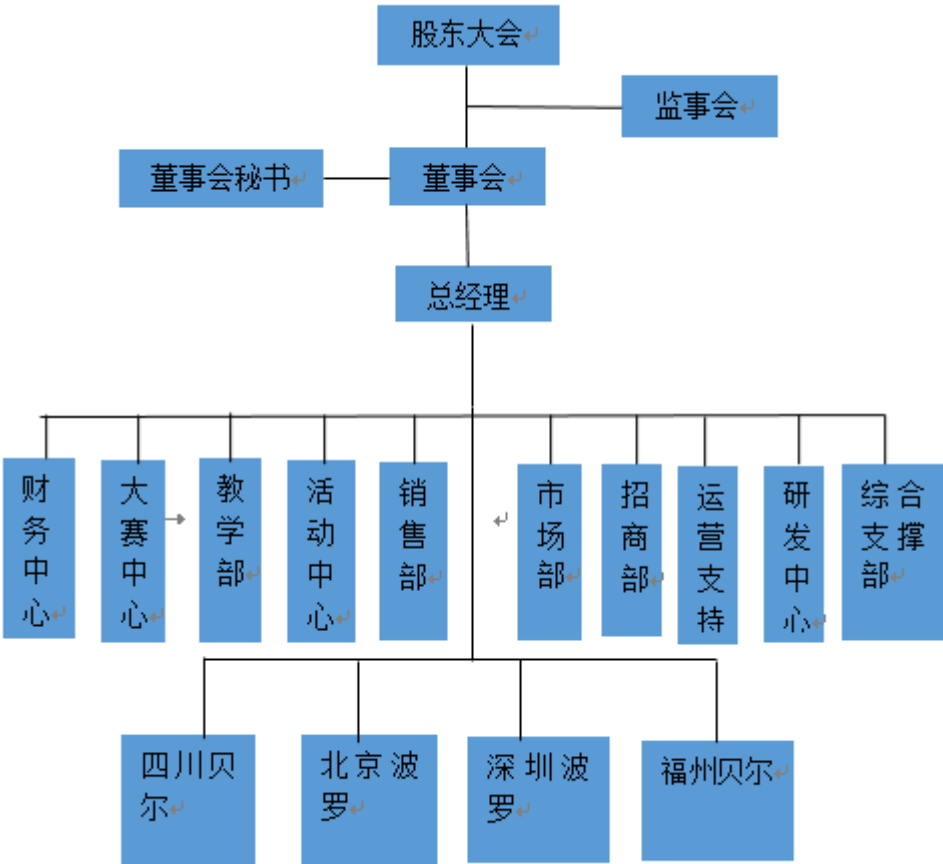 股东大会
监事会
董事会秘书
董事会
总经理
财务中心
大赛中心
教学部
活动中心
销售部
市场部
招商部
运营支持
研发中心
综合支撑部
四川贝
尔
北京波
罗
深圳波
罗
福州贝尔